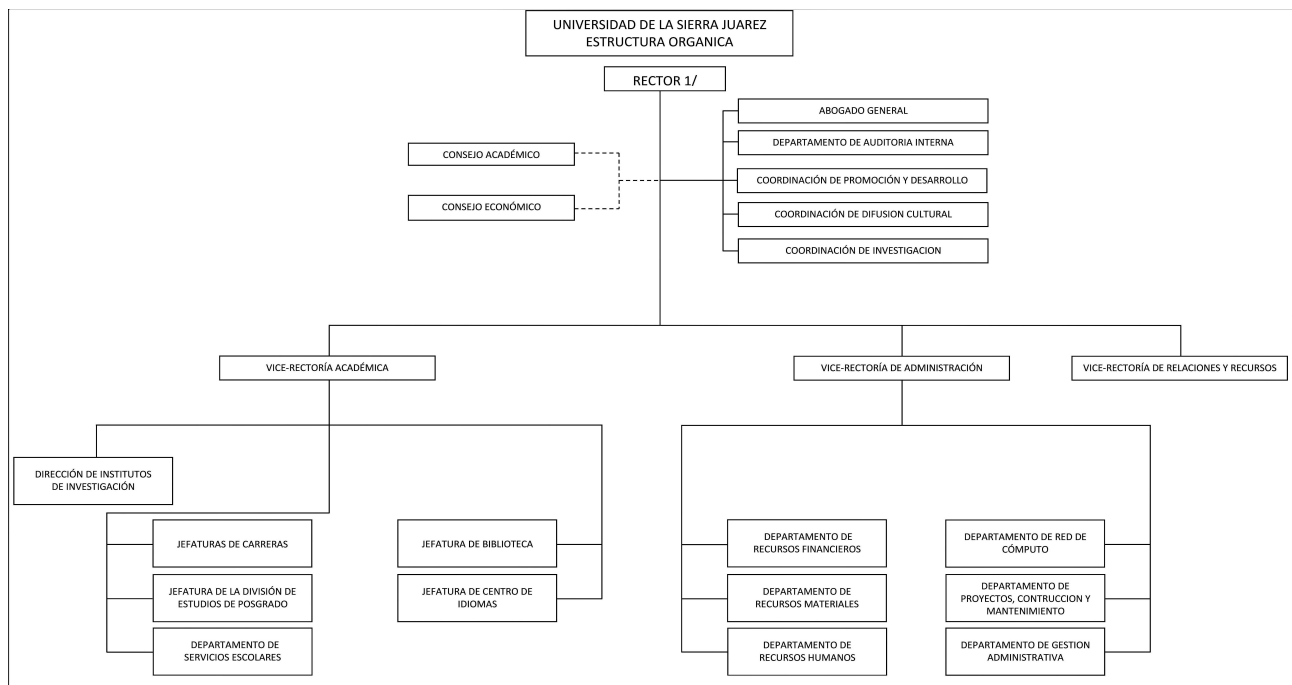 UNIVERSIDAD DE LA SIERRA JUAREZ
ESTRUCTURA ORGANICA
RECTOR 1/
ABOGADO GENERAL
DEPARTAMENTO DE AUDITORIA INTERNA
CONSEJO ACADÉMICO
COORDINACIÓN DE PROMOCIÓN Y DESARROLLO
CONSEJO ECONÓMICO
COORDINACIÓN DE DIFUSION CULTURAL
COORDINACIÓN DE INVESTIGACION
VICE-RECTORÍA ACADÉMICA
VICE-RECTORÍA DE ADMINISTRACIÓN
VICE-RECTORÍA DE RELACIONES Y RECURSOS
DIRECCIÓN DE INSTITUTOS
DE INVESTIGACIÓN
JEFATURAS DE CARRERAS
JEFATURA DE BIBLIOTECA
DEPARTAMENTO DE
RECURSOS FINANCIEROS
DEPARTAMENTO DE RED DE
CÓMPUTO
JEFATURA DE LA DIVISIÓN DE
ESTUDIOS DE POSGRADO
JEFATURA DE CENTRO DE
IDIOMAS
DEPARTAMENTO DE
RECURSOS MATERIALES
DEPARTAMENTO DE
PROYECTOS, CONTRUCCION Y
MANTENIMIENTO
DEPARTAMENTO DE
SERVICIOS ESCOLARES
DEPARTAMENTO DE
RECURSOS HUMANOS
DEPARTAMENTO DE GESTION
ADMINISTRATIVA